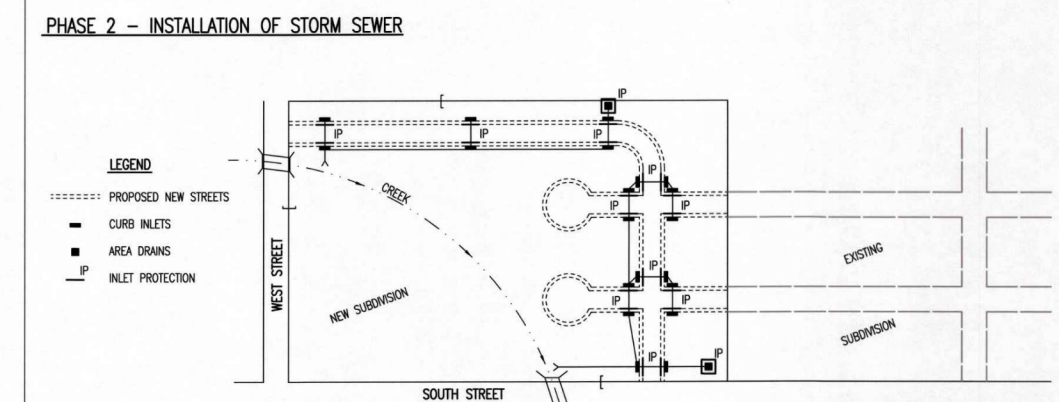 PHASE 2 - INSTALLATION OF STORM SEWER
IP
IP
IP
IP
LEGEND
PROPOSED NEW STREETS
CURB INLETS
AREA DRAINS
IP
INLET PROTECTION
CREEK
IP
IP
IP
WEST STREET
NEW SUBDIVISION
EXISTING
SUBDIVISION
IP
IP
IP
IP
IP
SOUTH STREET